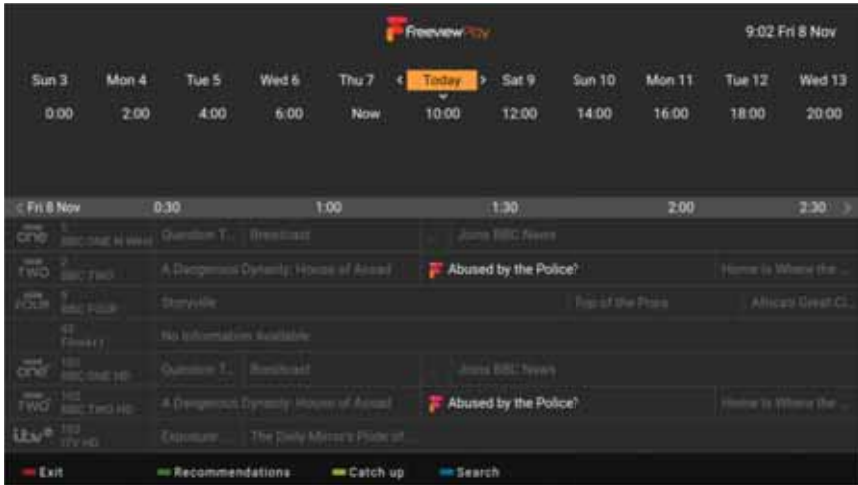 FreeviewPlay
9:02 Fri 8 Nov
Sun 3 Mon 4 Tue 5 Wed 6 Thu 7 < Today > Sat 9 Sun 10 Mon 11 Tue 12 Wed 13
0:00 2:00 4:00 6:00 Now 10:00 12:00 14:00 16:00 18:00 20:00
< Fri 8 Nov 0:30 1:00 1:30 2:00 2:30 >
one BBC ONE N West Question T... Breadcast ... Joins BBC News
TWO 2 BBC TWO A Dangerous Dynasty: House of Assad Abused by the Police? Home Is Where the ...
FOUR 9 BBC FOUR Storyville Top of the Pops Africa's Great Ci...
No Information Available
one 101 BBC ONE HD Question T... Breadcast ... Joins BBC News
TWO 102 BBC TWO HD A Dangerous Dynasty: House of Assad Abused by the Police? Home Is Where the ...
itv 103 ITV HD Exposure ... The Daily Mirror's Pride of...
Exit Recommendations Catch up Search